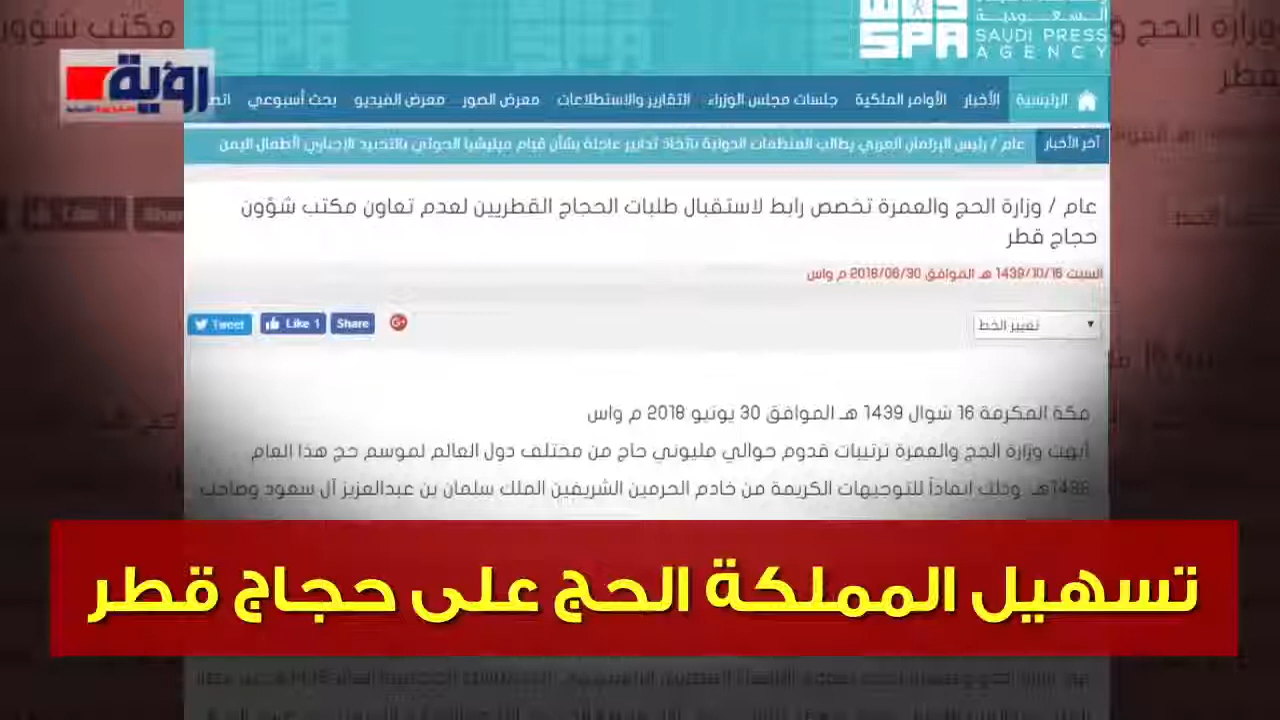 واس
SPA
السعودية
SAUDI PRESS
AGENCY
رؤية
الرئيسية
الأخبار
الأوامر الملكية
جلسات مجلس الوزراء
التقارير والاستطلاعات
معرض الصور
معرض الفيديو
بحث أسبوعي
آخر الأخبار
عام / رئيس البرلمان العربي يطالب المنظمات الدولية باتخاذ تدابير عاجلة بشأن قيام ميليشيا الحوثي بالتجنيد الإجباري لأطفال اليمن
عام / وزارة الحج والعمرة تخصص رابط لاستقبال طلبات الحجاج القطريين لعدم تعاون مكتب شؤون
حجاج قطر
السبت 1439/10/16 هـ الموافق 2018/06/30 م واس
Tweet
Like 1
Share
G+
تغيير الخط
مكة المكرمة 16 شوال 1439 هـ الموافق 30 يونيو 2018 م واس
أنهت وزارة الحج والعمرة ترتيبات قدوم حوالي مليوني حاج من مختلف دول العالم لموسم حج هذا العام
1439هـ وذلك إنفاذاً للتوجيهات الكريمة من خادم الحرمين الشريفين الملك سلمان بن عبدالعزيز آل سعود وصاحب
تسهيل المملكة الحج على حجاج قطر